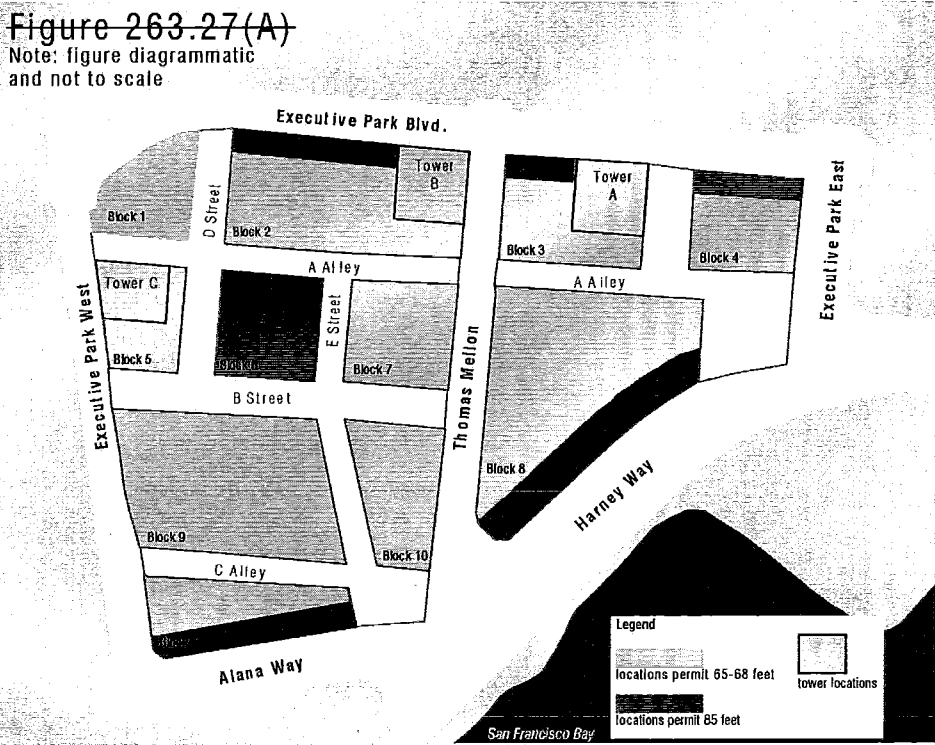 Figure 263.27(A)
Note: figure diagrammatic
and not to scale
Executive Park Blvd.
Tower
B
Tower
A
Executive Park East
Block 1
D Street
Block 2
Block 3
Block 4
A Alley
A Alley
Tower C
Executive Park West
E Street
Block 5
Block 7
Thomas Mellon
B Street
Block 8
Harney Way
Block 9
Block 10
C Alley
Alana Way
Legend
locations permit 65-68 feet
tower locations
locations permit 85 feet
San Francisco Bay